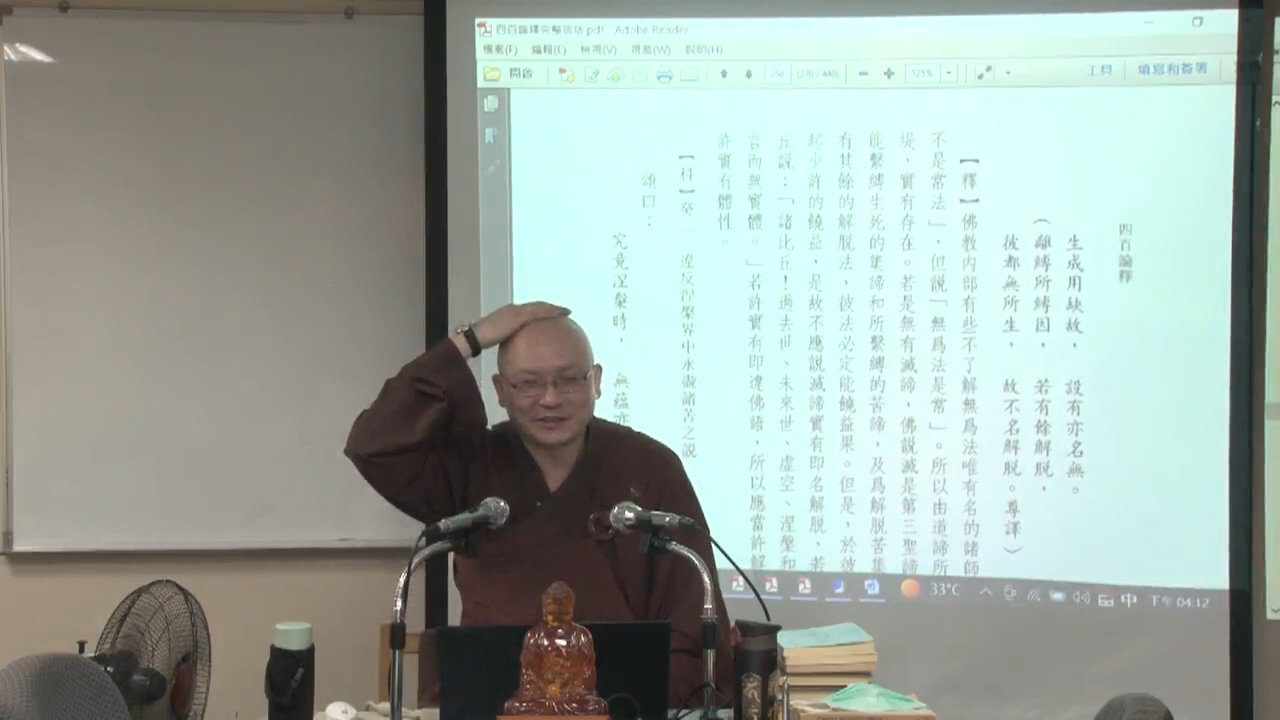 四百論釋完整排版.pdf - Adobe Reader
檔案(F) 編輯(E) 檢視(V) 視窗(W) 說明(H)
開啟 256 (270 / 440) 125% 工具 填寫和簽署
四百論釋
生成用缺故， 設有亦名無。
（離縛所縛因， 若有餘解脫，
彼都無所生， 故不名解脫。尊譯）
【釋】佛教內部有些不了解無為法唯有名的諸師
不是常法」，但說「無為法是常」。所以由道諦所
堤，實有存在。若是無有滅諦，佛說滅是第三聖諦
能繫縛生死的集諦和所繫縛的苦諦，及為解脫苦集
有其餘的解脫法，彼法必定能饒益果。但是，於彼
起少許的饒益，是故不應說滅諦實有即名解脫，若
丘說：「諸比丘！過去世、未來世、虛空、涅槃和
言而無實體。」若許實有即違佛語，所以應當許解
許實有體性。
【科】癸一 違反涅槃界中永盡諸苦之說
頌曰：
究竟涅槃時， 無蘊亦
33°C 中 下午 04:12